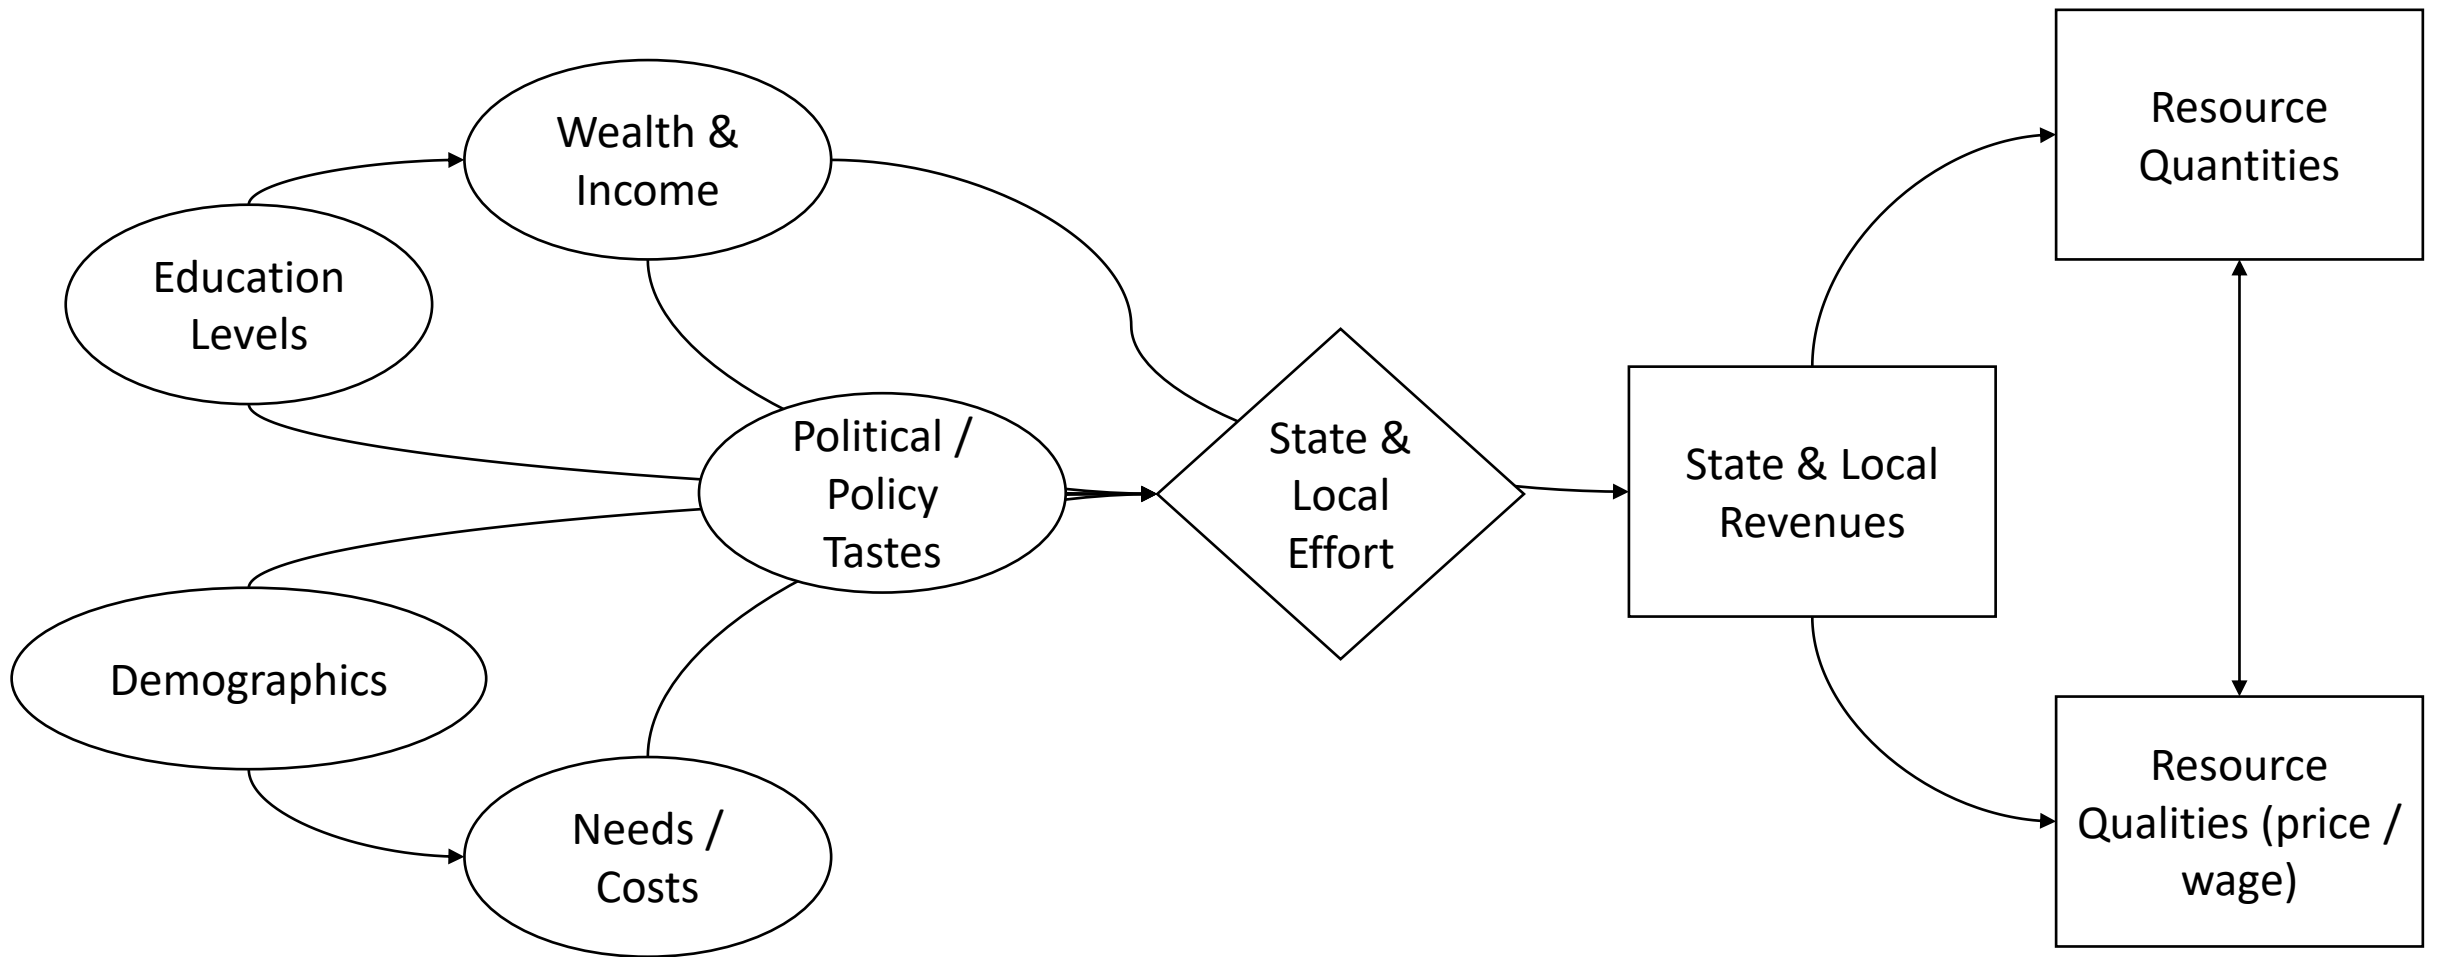 Wealth &
Income
Education
Levels
Political /
Policy
Tastes
Demographics
Needs /
Costs
State &
Local
Effort
State & Local
Revenues
Resource
Quantities
Resource
Qualities (price /
wage)